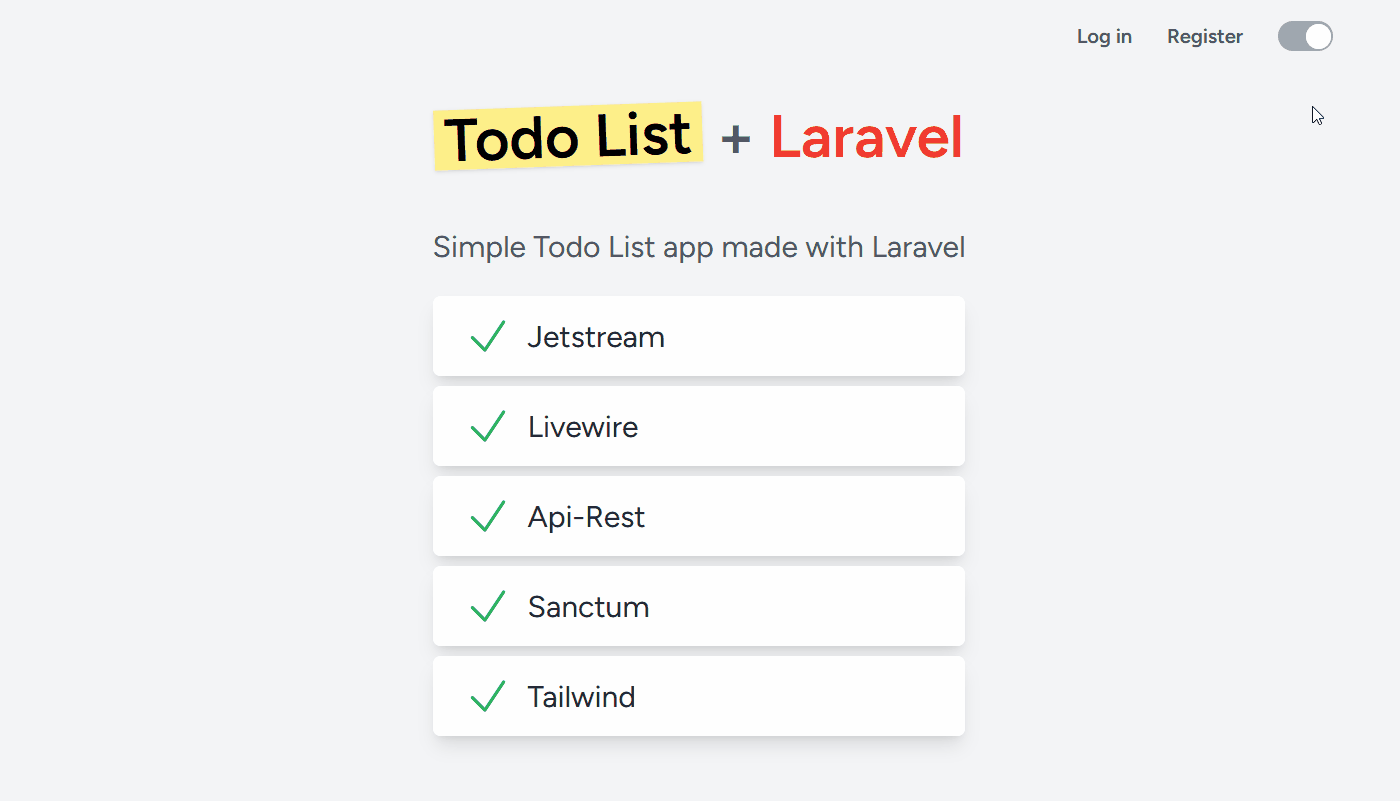 Log in Register
Todo List + Laravel
Simple Todo List app made with Laravel
Jetstream
Livewire
Api-Rest
Sanctum
Tailwind